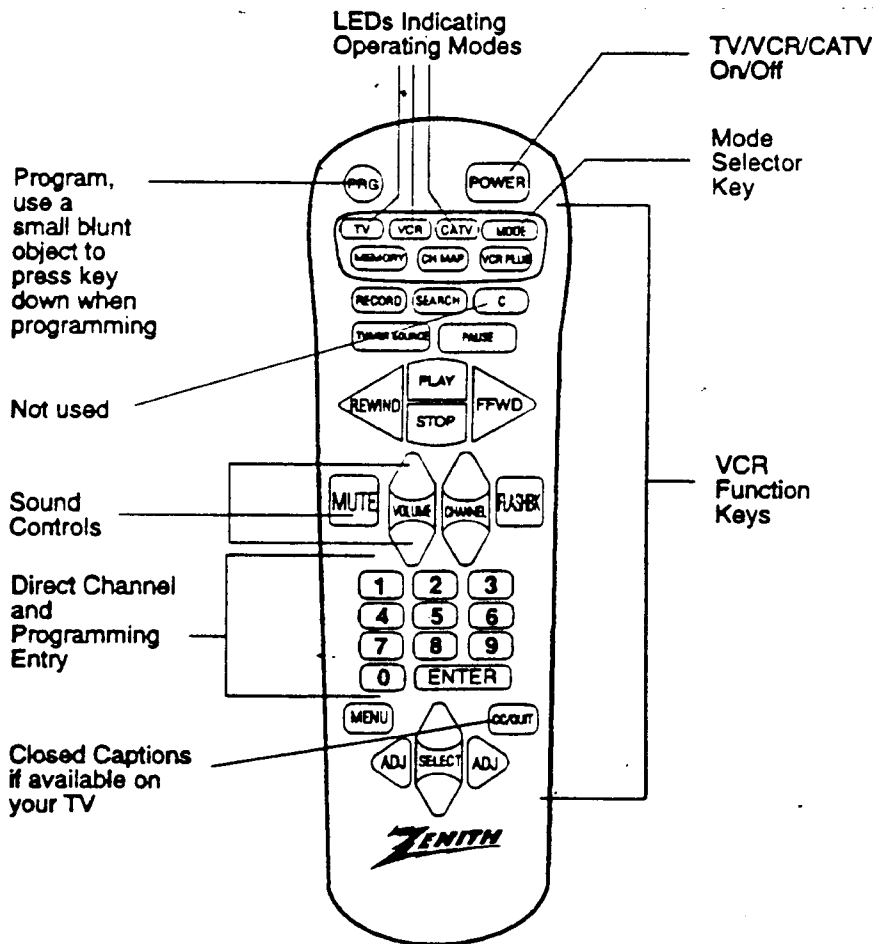 LEDs Indicating
Operating Modes
TV/VCR/CATV
On/Off
Mode
Selector
Key
Program,
use a
small blunt
object to
press key
down when
programming
PRG
POWER
TV VCR CATV MODE
MEMORY CH MAP VCR PLUS
RECORD SEARCH C
SOURCE PAUSE
Not used
PLAY
REWIND FFWD
STOP
Sound
Controls
MUTE VOLUME CHANNEL FLASHBK
VCR
Function
Keys
Direct Channel
and
Programming
Entry
1 2 3
4 5 6
7 8 9
0 ENTER
MENU CC/QUIT
Closed Captions
if available on
your TV
ADJ SELECT ADJ
ZENITH